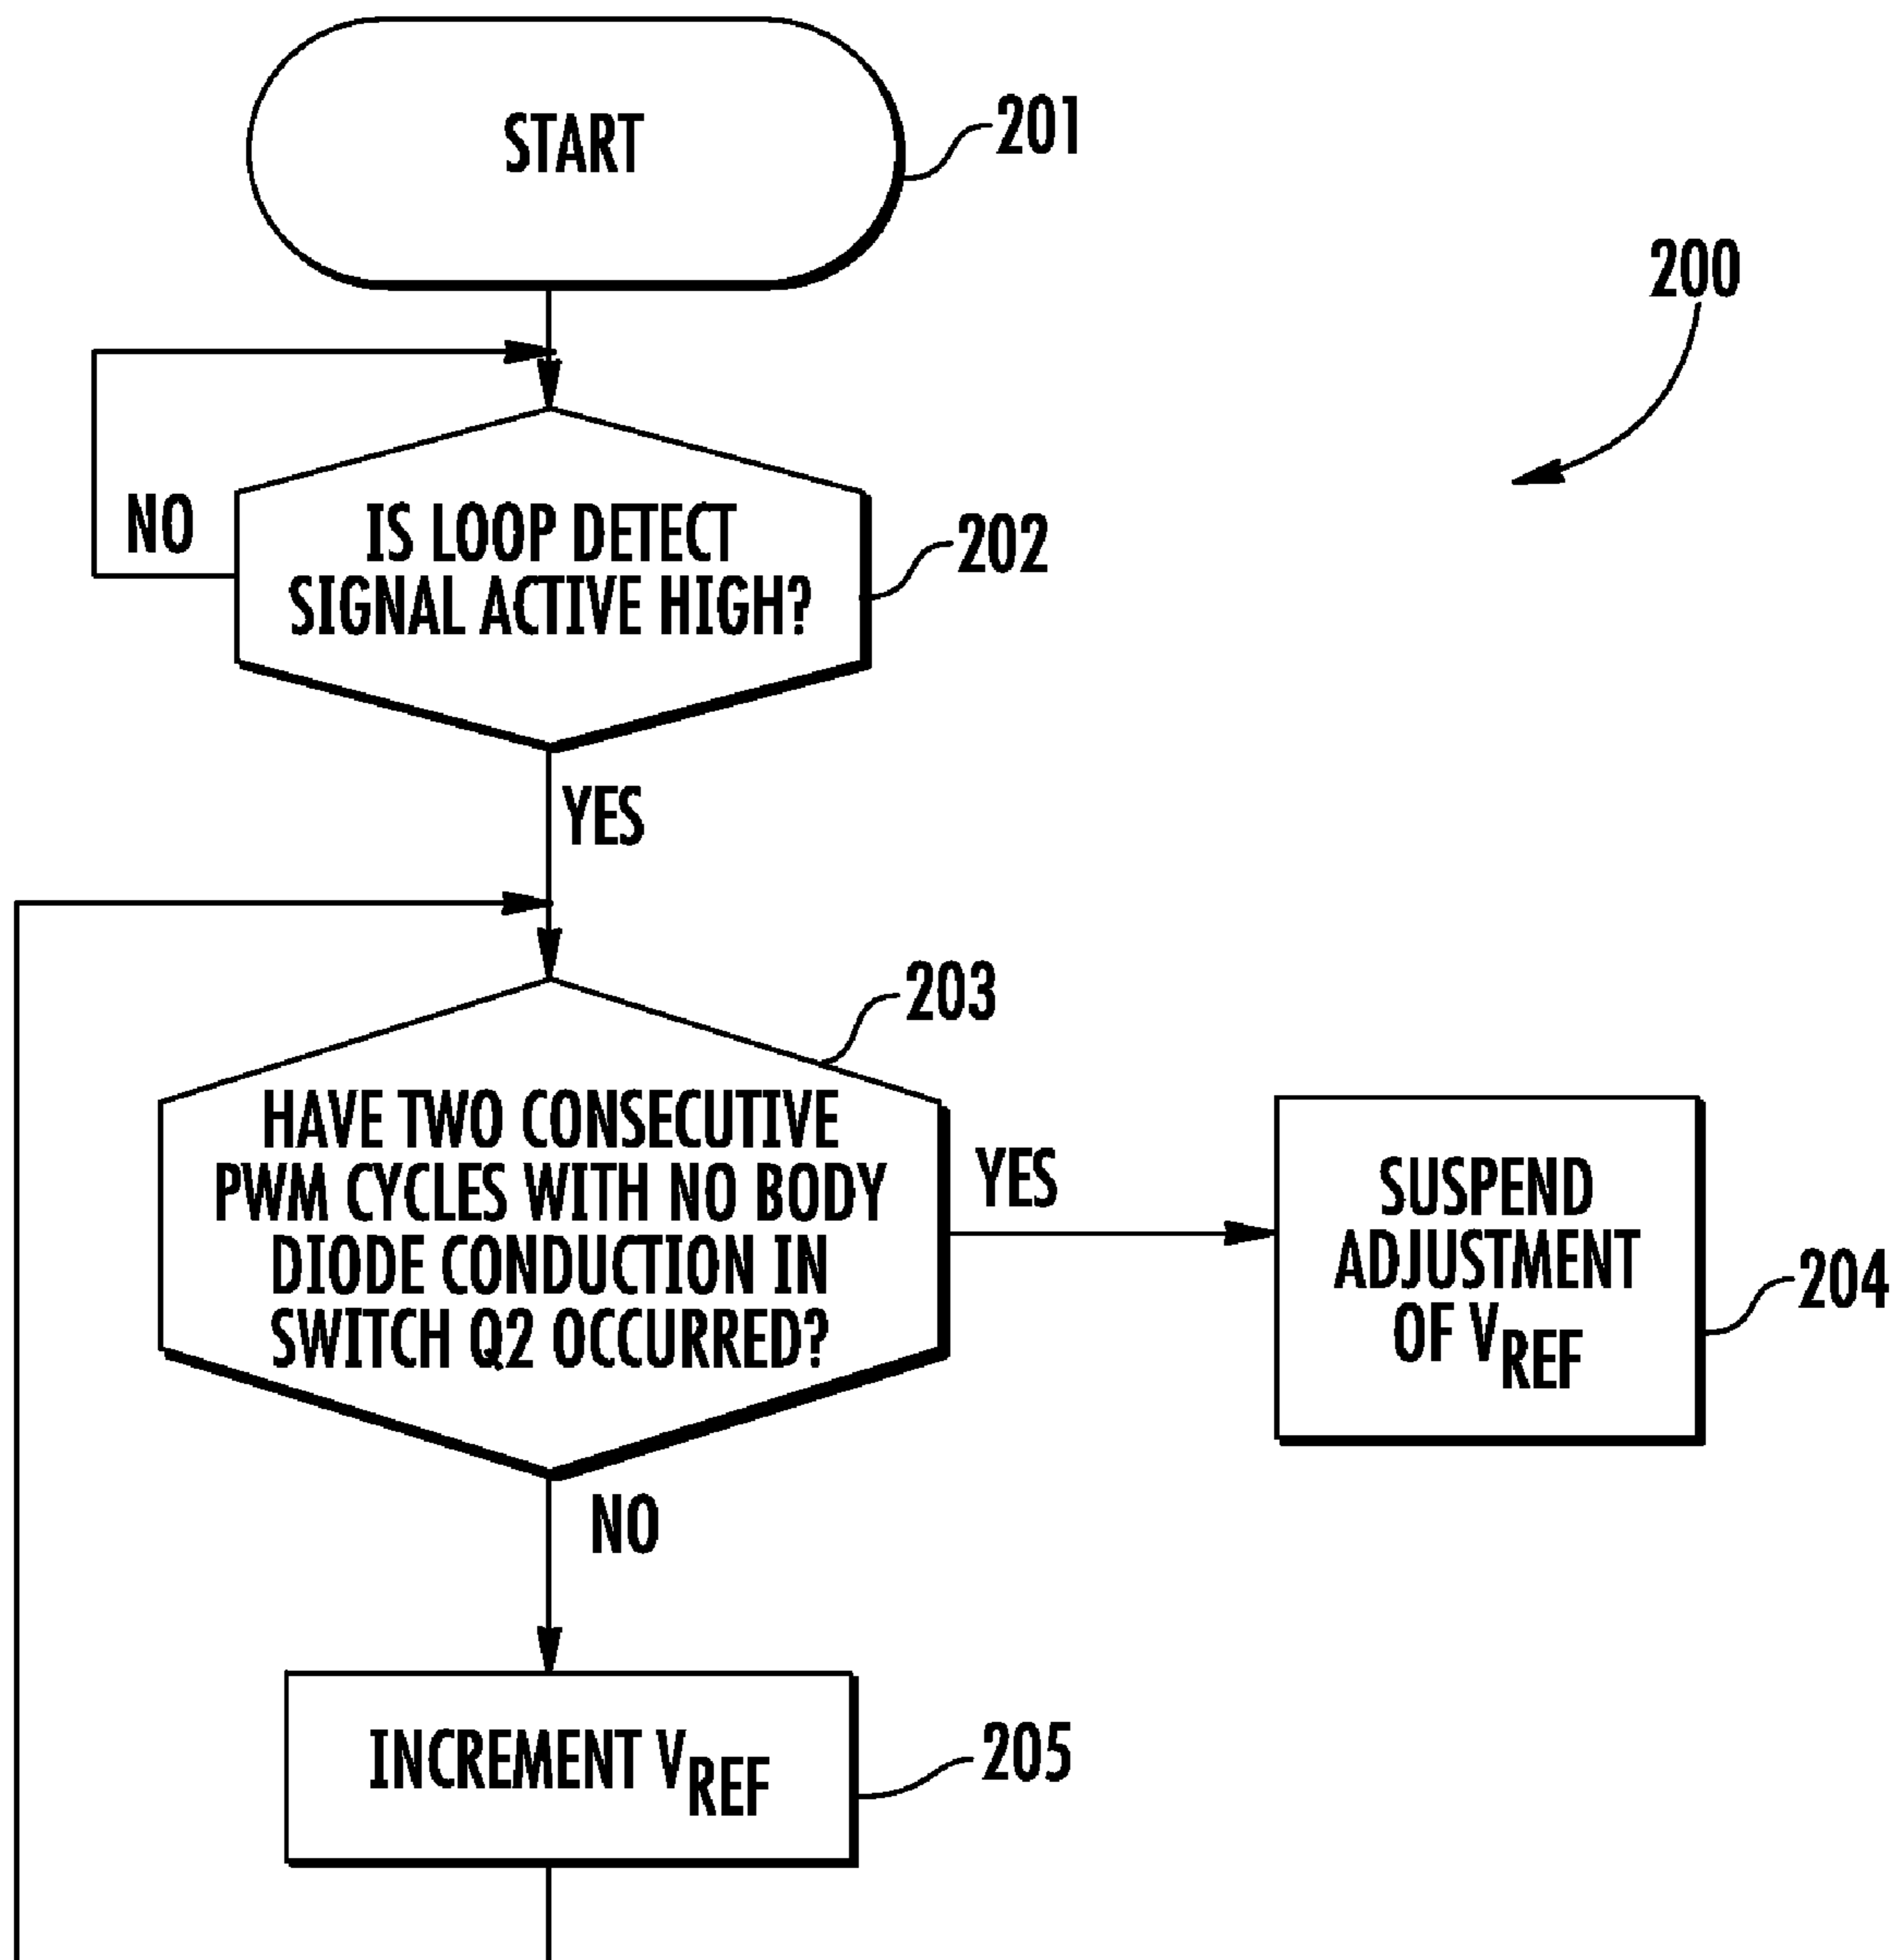 START
201
200
NO
IS LOOP DETECT
SIGNAL ACTIVE HIGH?
202
YES
203
HAVE TWO CONSECUTIVE
PWM CYCLES WITH NO BODY
DIODE CONDUCTION IN
SWITCH Q2 OCCURRED?
YES
SUSPEND
ADJUSTMENT
OF VREF
204
NO
INCREMENT VREF
205